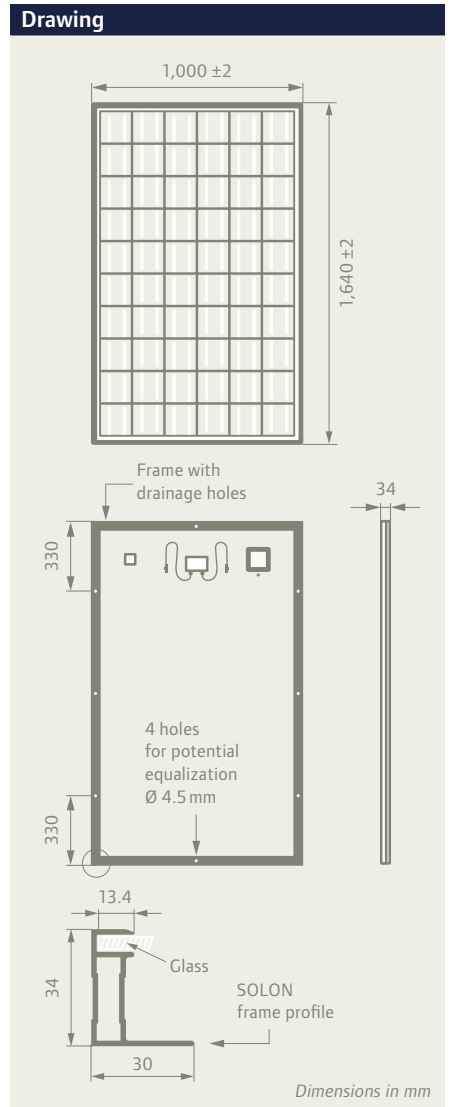 Drawing
1,000 ±2
1,640 ±2
Frame with
drainage holes
34
330
4 holes
for potential
equalization
Ø 4.5 mm
330
13.4
Glass
34
SOLON
frame profile
30
Dimensions in mm